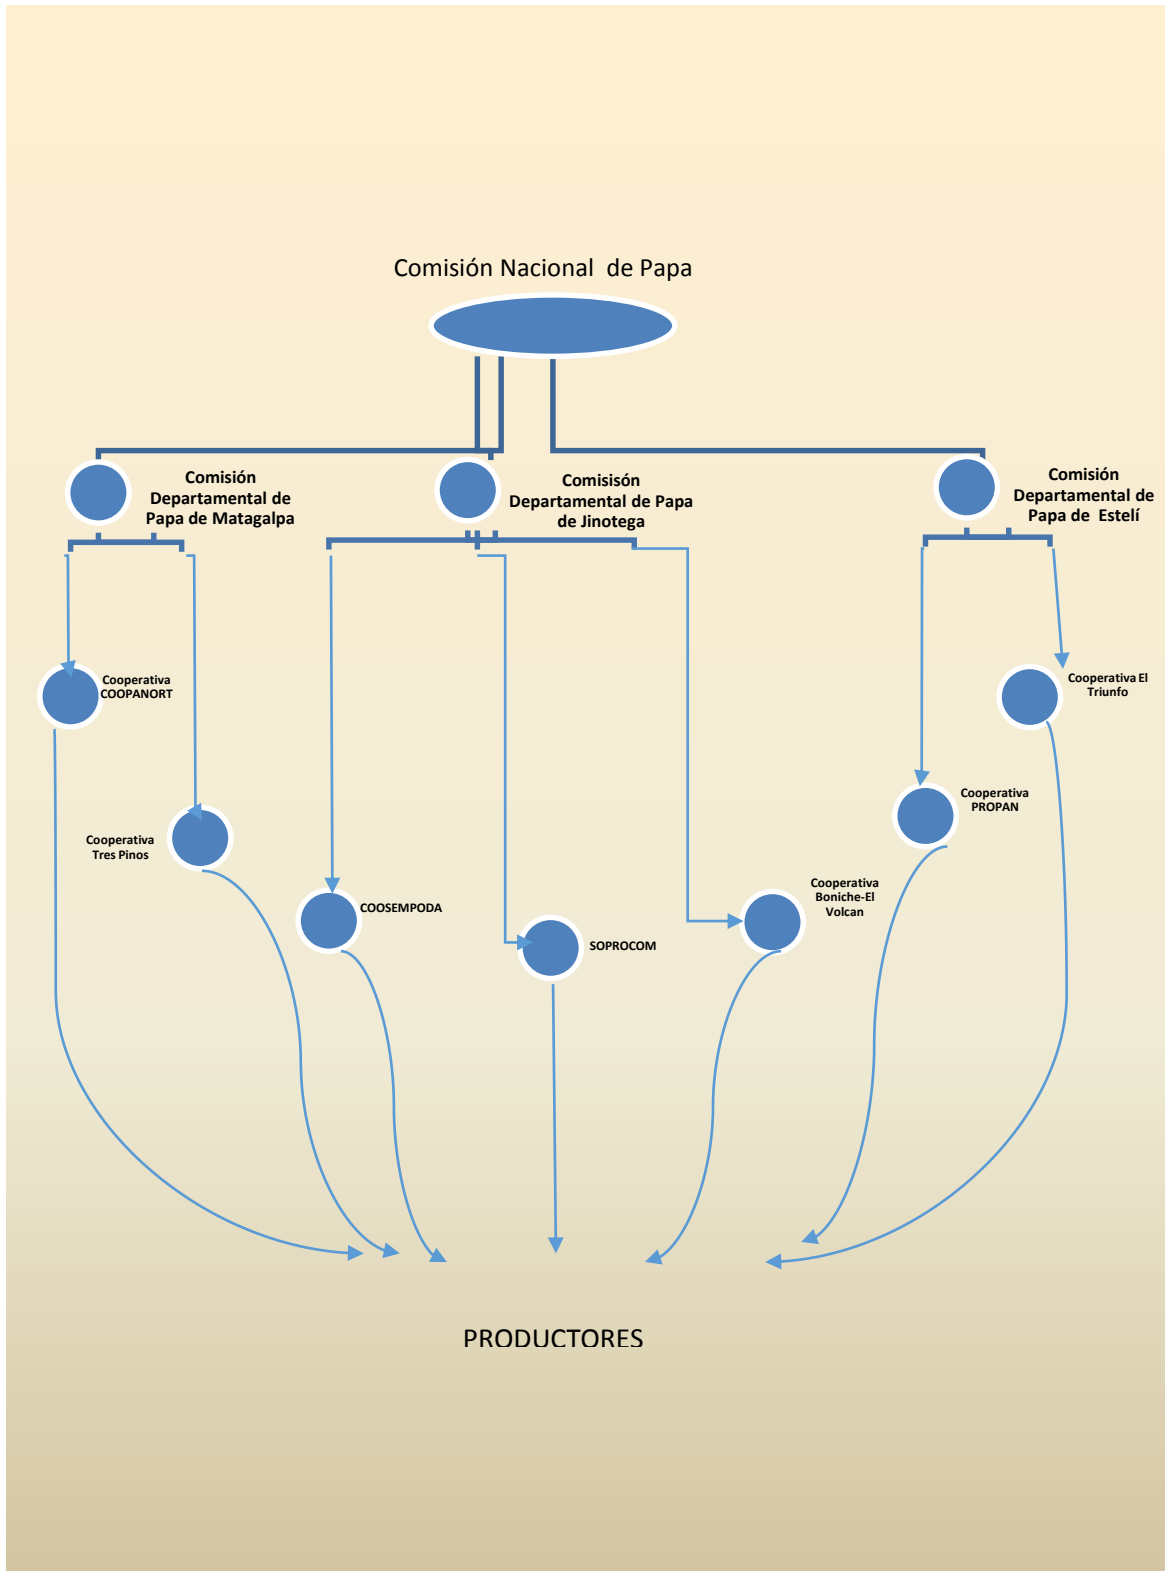 Comisión Nacional de Papa
Comisión
Departamental de
Papa de Matagalpa
Comisisón
Departamental de Papa
de Jinotega
Comisión
Departamental de
Papa de Estelí
Cooperativa
COOPANORT
Cooperativa El
Triunfo
Cooperativa
PROPAN
Cooperativa
Tres Pinos
COOSEMPODA
SOPROCOM
Cooperativa
Boniche-El
Volcan
PRODUCTORES